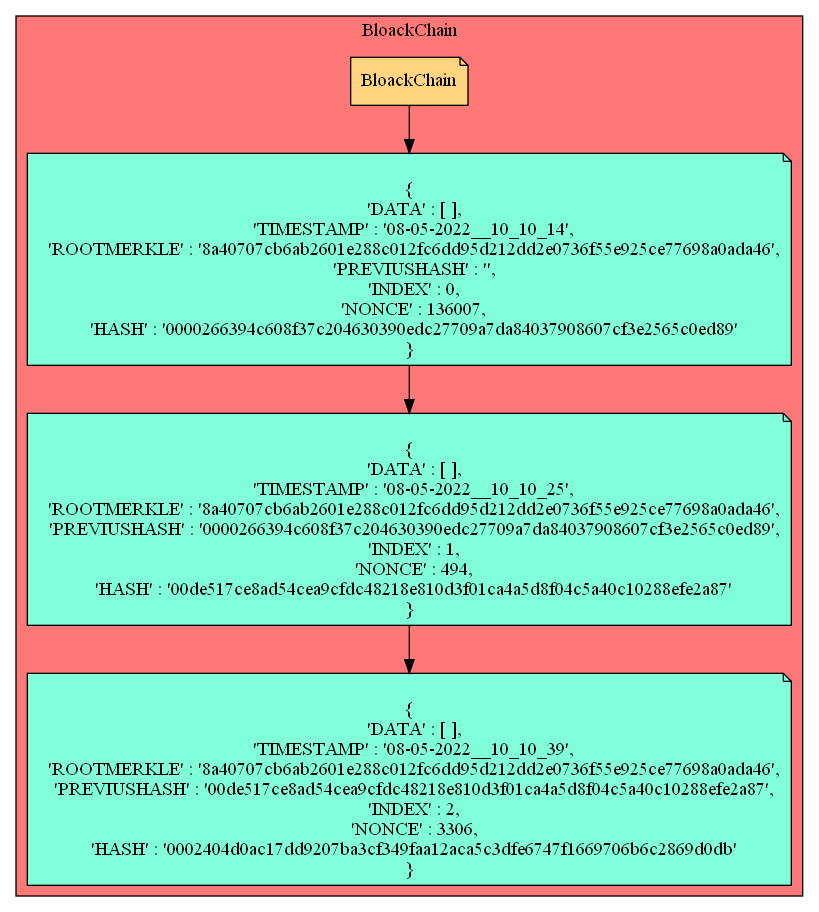 BloackChain
BloackChain
{
'DATA' : [ ],
'TIMESTAMP' : '08-05-2022__10_10_14',
'ROOTMERKLE' : '8a40707cb6ab2601e288c012fc6dd95d212dd2e0736f55e925ce77698a0ada46',
'PREVIUSHASH' : '',
'INDEX' : 0,
'NONCE' : 136007,
'HASH' : '0000266394c608f37c204630390edc27709a7da84037908607cf3e2565c0ed89'
}
{
'DATA' : [ ],
'TIMESTAMP' : '08-05-2022__10_10_25',
'ROOTMERKLE' : '8a40707cb6ab2601e288c012fc6dd95d212dd2e0736f55e925ce77698a0ada46',
'PREVIUSHASH' : '0000266394c608f37c204630390edc27709a7da84037908607cf3e2565c0ed89',
'INDEX' : 1,
'NONCE' : 494,
'HASH' : '00de517ce8ad54cea9cfdc48218e810d3f01ca4a5d8f04c5a40c10288efe2a87'
}
{
'DATA' : [ ],
'TIMESTAMP' : '08-05-2022__10_10_39',
'ROOTMERKLE' : '8a40707cb6ab2601e288c012fc6dd95d212dd2e0736f55e925ce77698a0ada46',
'PREVIUSHASH' : '00de517ce8ad54cea9cfdc48218e810d3f01ca4a5d8f04c5a40c10288efe2a87',
'INDEX' : 2,
'NONCE' : 3306,
'HASH' : '0002404d0ac17dd9207ba3cf349faa12aca5c3dfe6747f1669706b6c2869d0db'
}